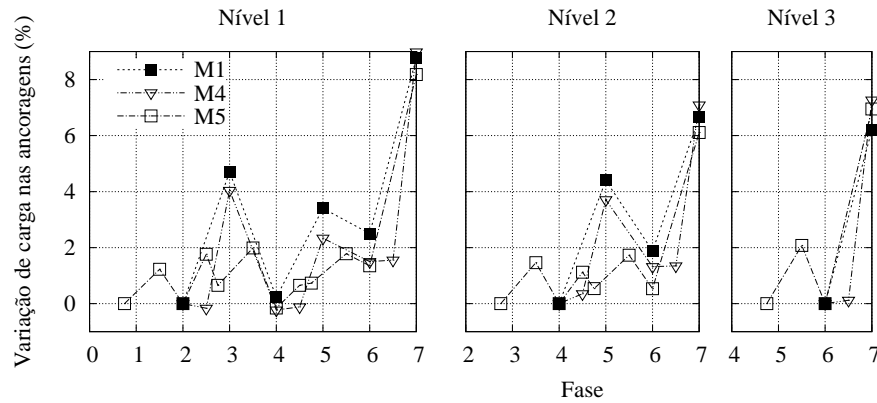 Nível 1
Nível 2
Nível 3
Variação de carga nas ancoragens (%)
8
6
4
2
0
M1
M4
M5
0 1 2 3 4 5 6 7
2 3 4 5 6 7
4 5 6 7
Fase